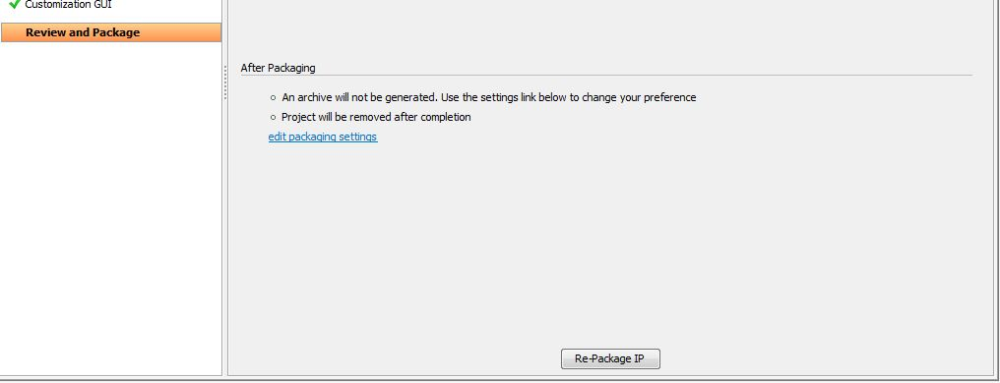 Customization GUI
Review and Package
After Packaging
An archive will not be generated. Use the settings link below to change your preference
Project will be removed after completion
edit packaging settings
Re-Package IP